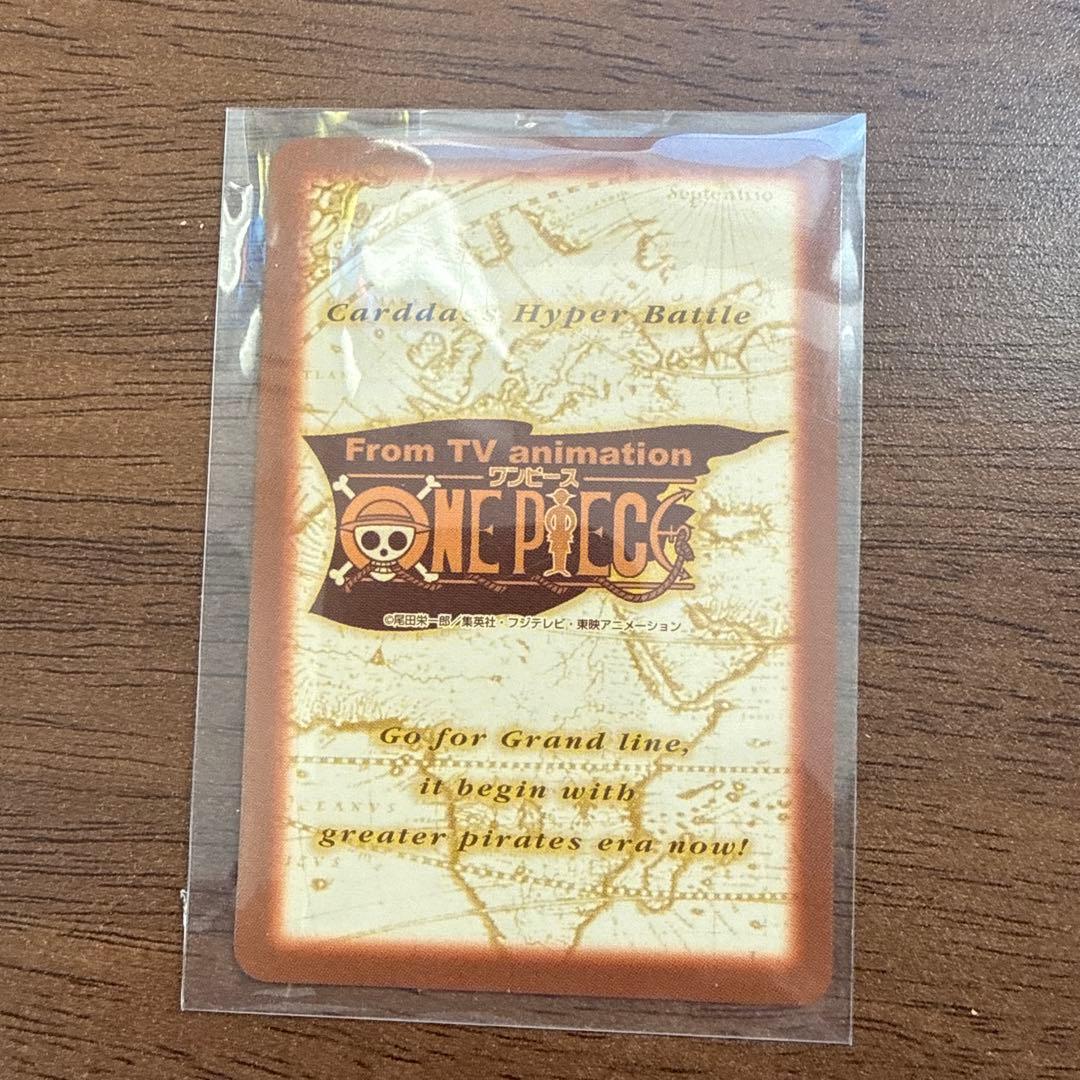 Septentrio
Carddass Hyper Battle
From TV animation
ワンピース
ONE PIECE
©尾田栄一郎／集英社・フジテレビ・東映アニメーション
Go for Grand line,
it begin with
greater pirates era now!